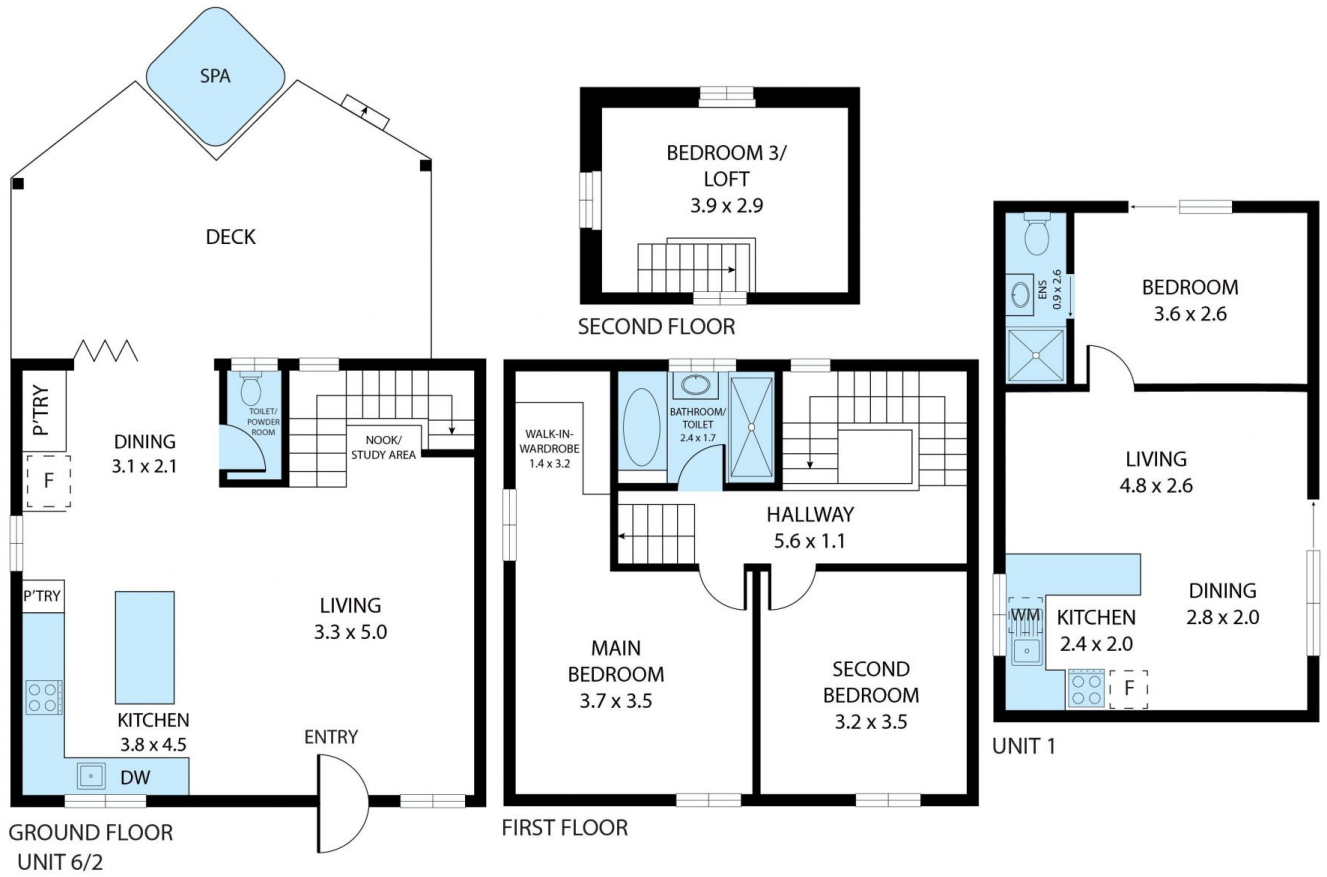 SPA
DECK
P'TRY
F
DINING
3.1 x 2.1
TOILET/
POWDER
ROOM
NOOK/
STUDY AREA
P'TRY
LIVING
3.3 x 5.0
KITCHEN
3.8 x 4.5
DW
ENTRY
GROUND FLOOR
UNIT 6/2
BEDROOM 3/
LOFT
3.9 x 2.9
SECOND FLOOR
WALK-IN-
WARDROBE
1.4 x 3.2
BATHROOM/
TOILET
2.4 x 1.7
HALLWAY
5.6 x 1.1
MAIN
BEDROOM
3.7 x 3.5
SECOND
BEDROOM
3.2 x 3.5
FIRST FLOOR
ENS
0.9 x 2.6
BEDROOM
3.6 x 2.6
LIVING
4.8 x 2.6
WM
KITCHEN
2.4 x 2.0
DINING
2.8 x 2.0
F
UNIT 1